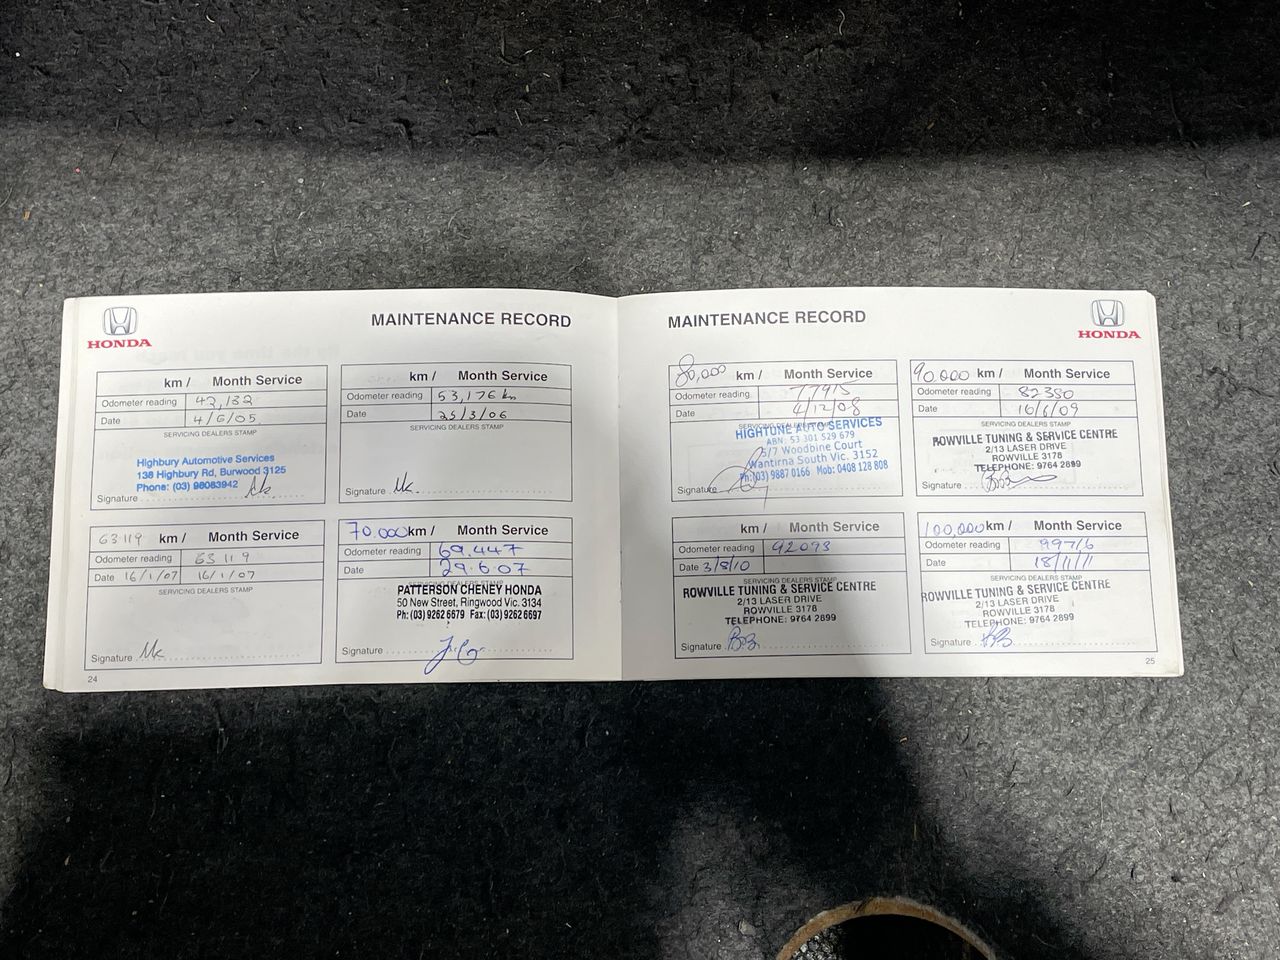 HONDA
MAINTENANCE RECORD
km / Month Service
Odometer reading 42,132
Date 4/6/05
SERVICING DEALERS STAMP
Highbury Automotive Services
138 Highbury Rd, Burwood 3125
Phone: (03) 98083942
Signature
km / Month Service
Odometer reading 53,176 km
Date 25/3/06
SERVICING DEALERS STAMP
Signature
63119 km / Month Service
Odometer reading 63119
Date 16/1/07 16/1/07
SERVICING DEALERS STAMP
Signature
70.000 km / Month Service
Odometer reading 69.447
Date 29.6.07
SERVICING DEALERS STAMP
PATTERSON CHENEY HONDA
50 New Street, Ringwood Vic. 3134
Ph: (03) 9262 6679 Fax: (03) 9262 6697
Signature
24
MAINTENANCE RECORD
HONDA
80,000 km / Month Service
Odometer reading 77915
Date 4/12/08
SERVICING DEALERS STAMP
HIGHTUNE AUTO SERVICES
ABN: 53 301 529 679
5/7 Woodbine Court
Wantirna South Vic. 3152
Ph:(03) 9887 0166 Mob: 0408 128 808
Signature
90.000 km / Month Service
Odometer reading 82350
Date 16/6/09
SERVICING DEALERS STAMP
ROWVILLE TUNING & SERVICE CENTRE
2/13 LASER DRIVE
ROWVILLE 3178
TELEPHONE: 9764 2899
Signature
km / Month Service
Odometer reading 92093
Date 3/8/10
SERVICING DEALERS STAMP
ROWVILLE TUNING & SERVICE CENTRE
2/13 LASER DRIVE
ROWVILLE 3178
TELEPHONE: 9764 2899
Signature
100,000 km / Month Service
Odometer reading 99716
Date 18/11/11
SERVICING DEALERS STAMP
ROWVILLE TUNING & SERVICE CENTRE
2/13 LASER DRIVE
ROWVILLE 3178
TELEPHONE: 9764 2899
Signature
25